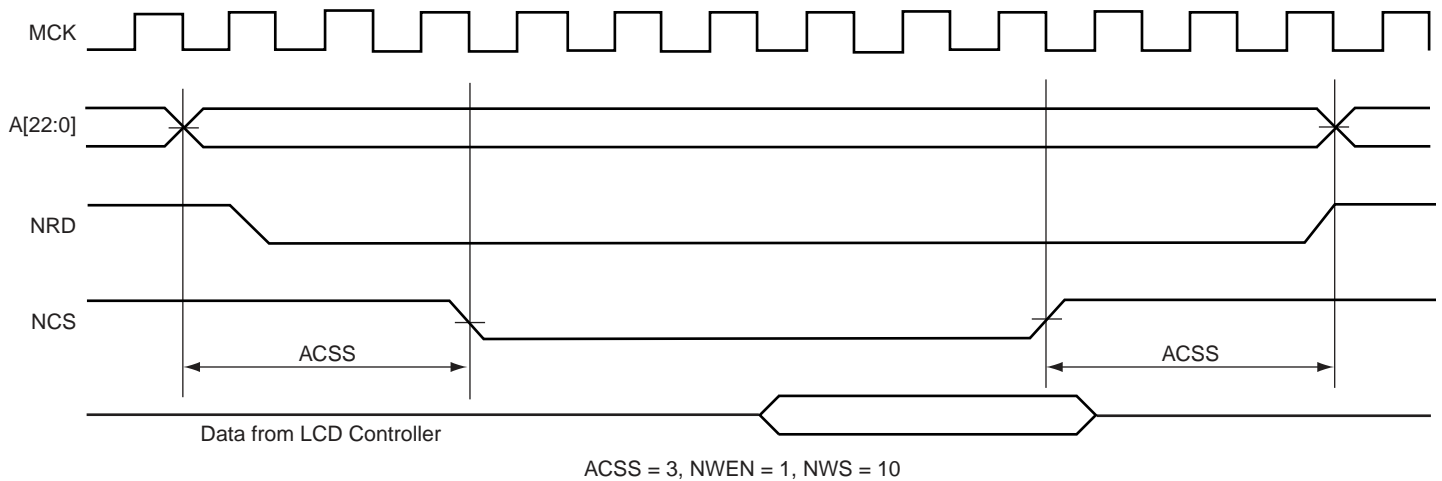 MCK
A[22:0]
NRD
NCS
ACSS ACSS
Data from LCD Controller
ACSS = 3, NWEN = 1, NWS = 10